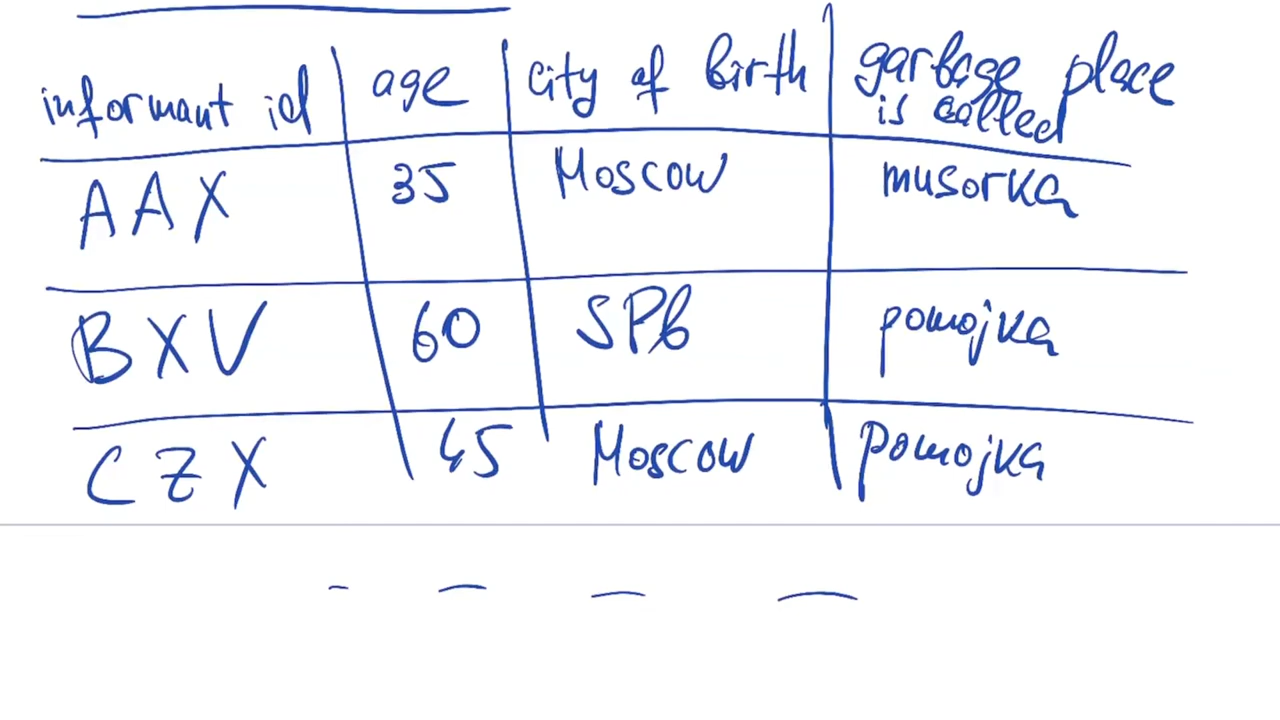 informant id age city of birth garbage place
is called
AAX 35 Moscow musorka
BXV 60 SPb pomojka
CZX 45 Moscow pomojka